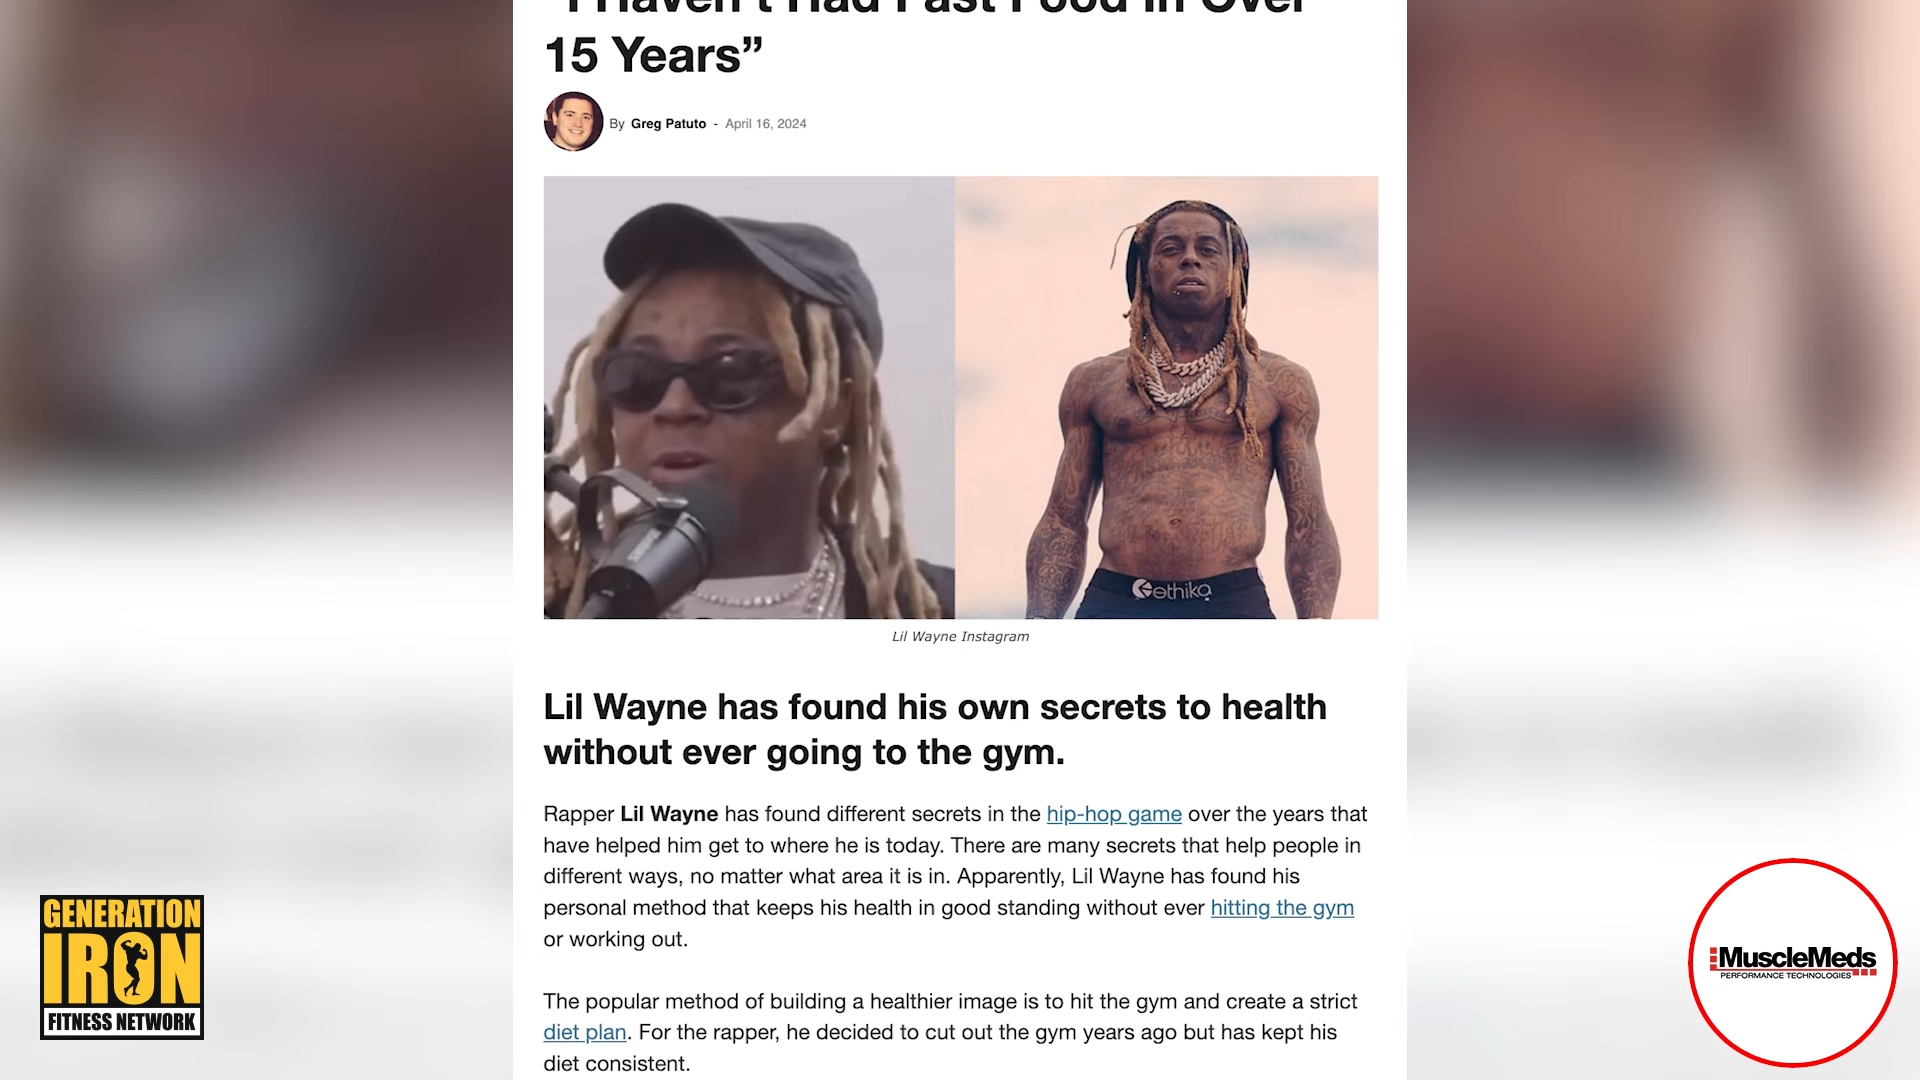 “I Haven’t Had Fast Food In Over
15 Years”
By Greg Patuto - April 16, 2024
SHURE
ethika
Lil Wayne Instagram
Lil Wayne has found his own secrets to health
without ever going to the gym.
Rapper Lil Wayne has found different secrets in the hip-hop game over the years that
have helped him get to where he is today. There are many secrets that help people in
different ways, no matter what area it is in. Apparently, Lil Wayne has found his
personal method that keeps his health in good standing without ever hitting the gym
or working out.
The popular method of building a healthier image is to hit the gym and create a strict
diet plan. For the rapper, he decided to cut out the gym years ago but has kept his
diet consistent.
GENERATION
IRON
FITNESS NETWORK
MuscleMeds
PERFORMANCE TECHNOLOGIES